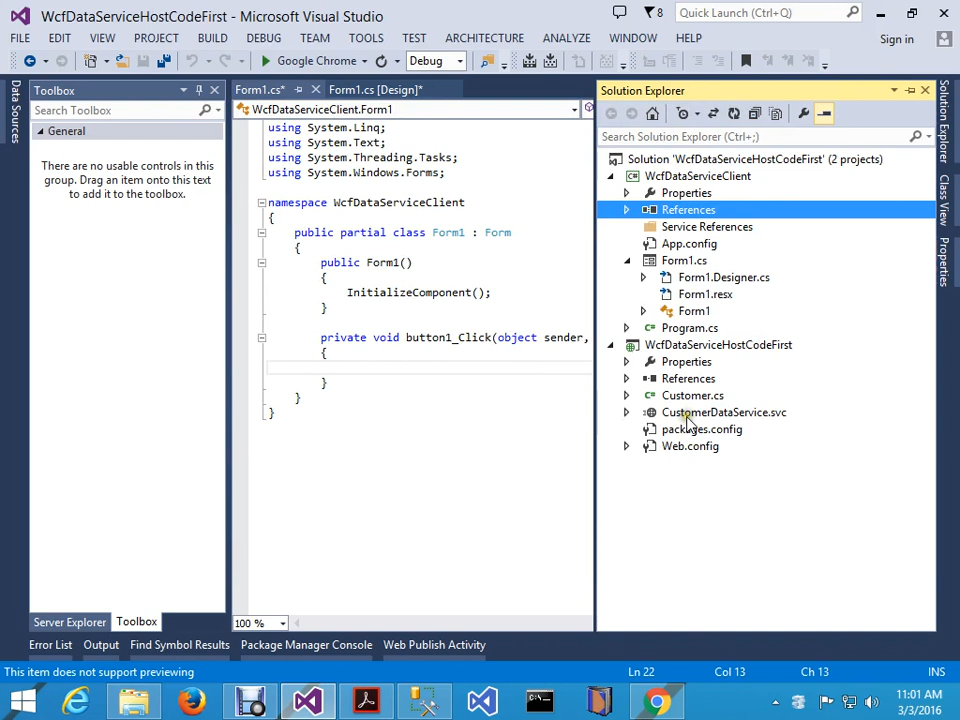 WcfDataServiceHostCodeFirst - Microsoft Visual Studio
8
Quick Launch (Ctrl+Q)
FILE EDIT VIEW PROJECT BUILD DEBUG TEAM TOOLS TEST ARCHITECTURE ANALYZE WINDOW HELP
Sign in
Google Chrome
Debug
Data Sources
Toolbox
Search Toolbox
General
There are no usable controls in this
group. Drag an item onto this text
to add it to the toolbox.
Server Explorer
Toolbox
Form1.cs*
Form1.cs [Design]*
WcfDataServiceClient.Form1
using System.Linq;
using System.Text;
using System.Threading.Tasks;
using System.Windows.Forms;
namespace WcfDataServiceClient
{
public partial class Form1 : Form
{
public Form1()
{
InitializeComponent();
}
private void button1_Click(object sender,
{
}
}
}
100 %
Solution Explorer
Search Solution Explorer (Ctrl+;)
Solution 'WcfDataServiceHostCodeFirst' (2 projects)
WcfDataServiceClient
Properties
References
Service References
App.config
Form1.cs
Form1.Designer.cs
Form1.resx
Form1
Program.cs
WcfDataServiceHostCodeFirst
Properties
References
Customer.cs
CustomerDataService.svc
packages.config
Web.config
Solution Explorer
Class View
Properties
Error List Output Find Symbol Results Package Manager Console Web Publish Activity
This item does not support previewing
Ln 22 Col 13 Ch 13 INS
11:01 AM
3/3/2016